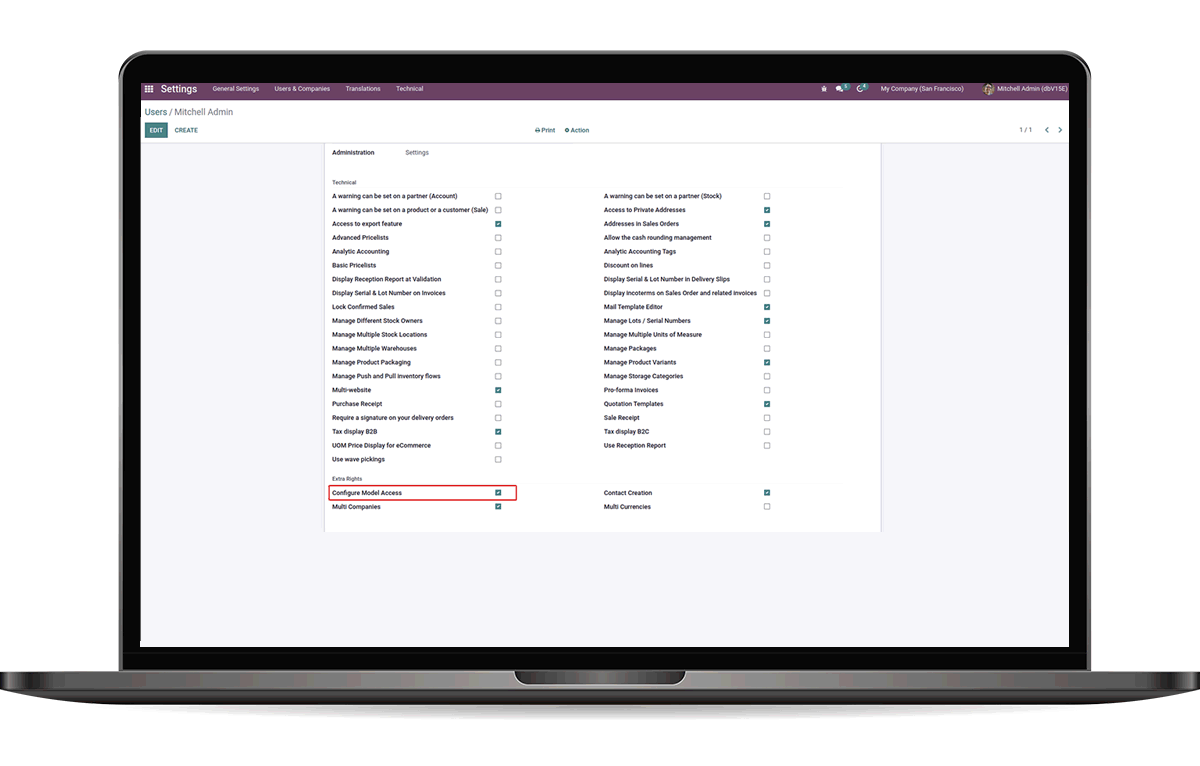 Settings General Settings Users & Companies Translations Technical My Company (San Francisco) Mitchell Admin (dbV15E)
Users / Mitchell Admin
EDIT CREATE Print Action 1 / 1
Administration Settings
Technical
A warning can be set on a partner (Account) A warning can be set on a partner (Stock)
A warning can be set on a product or a customer (Sale) Access to Private Addresses
Access to export feature Addresses in Sales Orders
Advanced Pricelists Allow the cash rounding management
Analytic Accounting Analytic Accounting Tags
Basic Pricelists Discount on lines
Display Reception Report at Validation Display Serial & Lot Number in Delivery Slips
Display Serial & Lot Number on Invoices Display incoterms on Sales Order and related invoices
Lock Confirmed Sales Mail Template Editor
Manage Different Stock Owners Manage Lots / Serial Numbers
Manage Multiple Stock Locations Manage Multiple Units of Measure
Manage Multiple Warehouses Manage Packages
Manage Product Packaging Manage Product Variants
Manage Push and Pull inventory flows Manage Storage Categories
Multi-website Pro-forma Invoices
Purchase Receipt Quotation Templates
Require a signature on your delivery orders Sale Receipt
Tax display B2B Tax display B2C
UOM Price Display for eCommerce Use Reception Report
Use wave pickings
Extra Rights
Configure Model Access Contact Creation
Multi Companies Multi Currencies